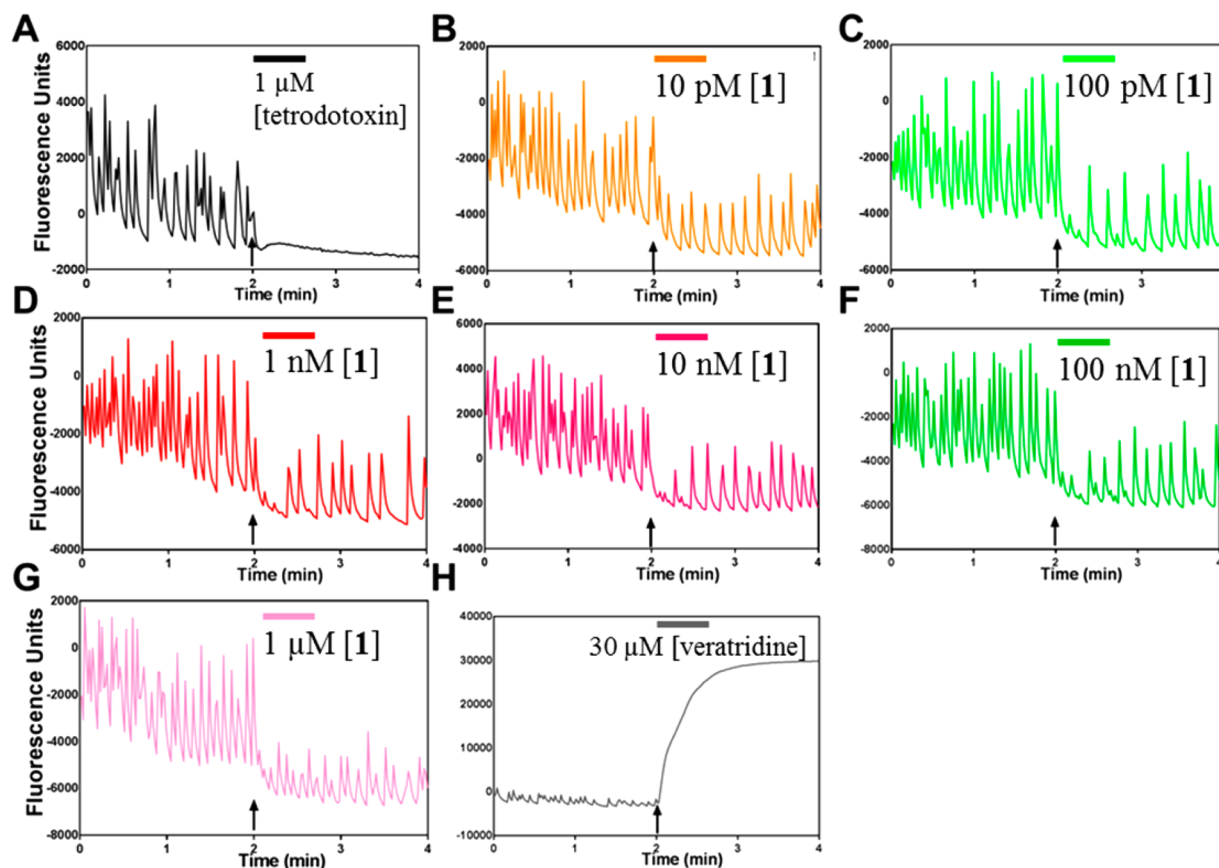 A
Fluorescence Units
6000
4000
2000
0
-2000
1 µM
[tetrodotoxin]
0 1 2 3 4
Time (min)
B
2000
0
-2000
-4000
-6000
10 pM [1]
0 1 2 3 4
Time (min)
C
2000
0
-2000
-4000
-6000
100 pM [1]
0 1 2 3
Time (min)
D
Fluorescence Units
2000
0
-2000
-4000
-6000
1 nM [1]
0 1 2 3 4
Time (min)
E
6000
4000
2000
0
-2000
-4000
10 nM [1]
0 1 2 3 4
Time (min)
F
2000
0
-2000
-4000
-6000
-8000
100 nM [1]
0 1 2 3 4
Time (min)
G
Fluorescence Units
2000
0
-2000
-4000
-6000
-8000
1 µM [1]
0 1 2 3 4
Time (min)
H
40000
30000
20000
10000
0
-10000
30 µM [veratridine]
0 1 2 3 4
Time (min)